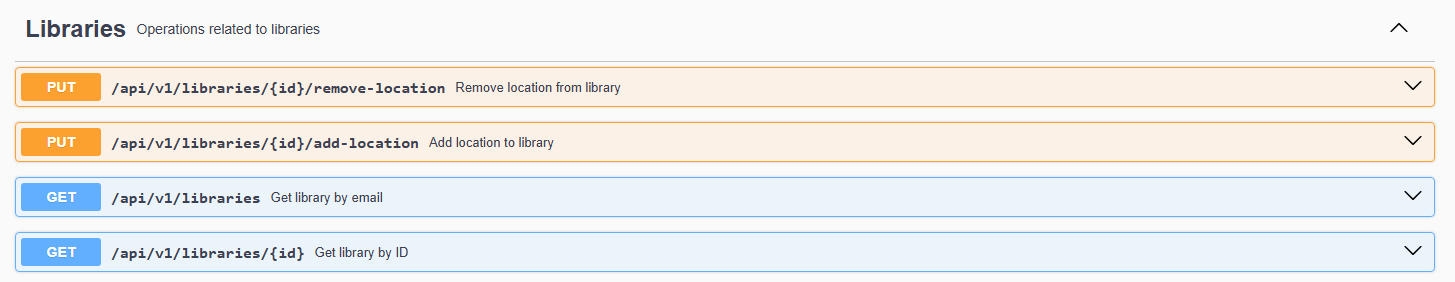 Libraries Operations related to libraries
PUT /api/v1/libraries/{id}/remove-location Remove location from library
PUT /api/v1/libraries/{id}/add-location Add location to library
GET /api/v1/libraries Get library by email
GET /api/v1/libraries/{id} Get library by ID